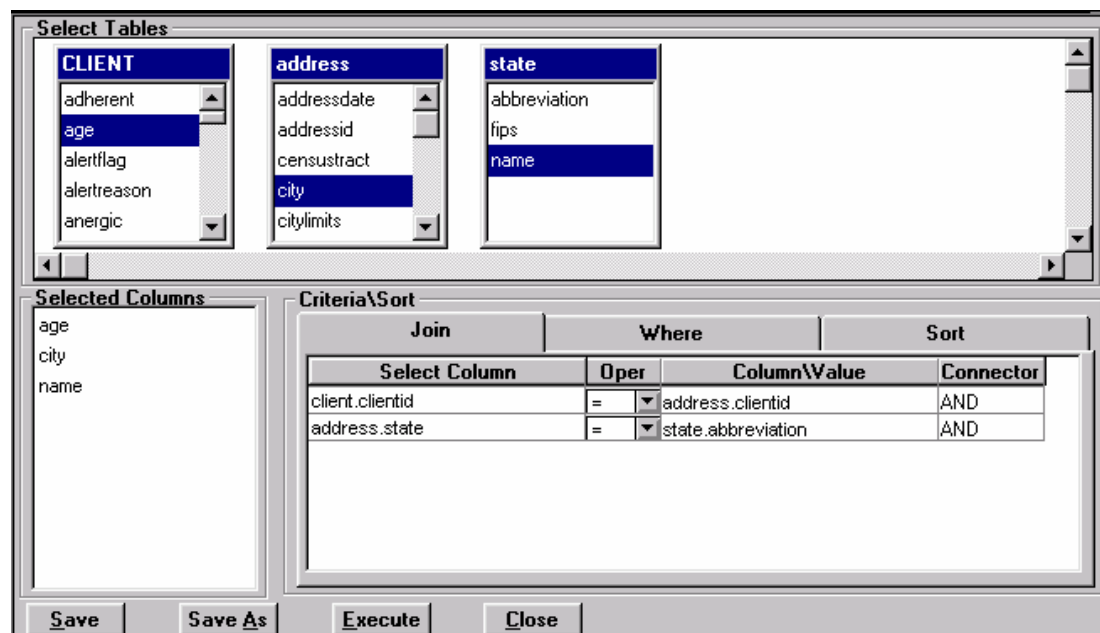 Select Tables
CLIENT
adherent
age
alertflag
alertreason
anergic
address
addressdate
addressid
censustract
city
citylimits
state
abbreviation
fips
name
Selected Columns
age
city
name
Criteria\Sort
Join Where Sort
Select Column Oper Column\Value Connector
client.clientid = address.clientid AND
address.state = state.abbreviation AND
Save Save As Execute Close